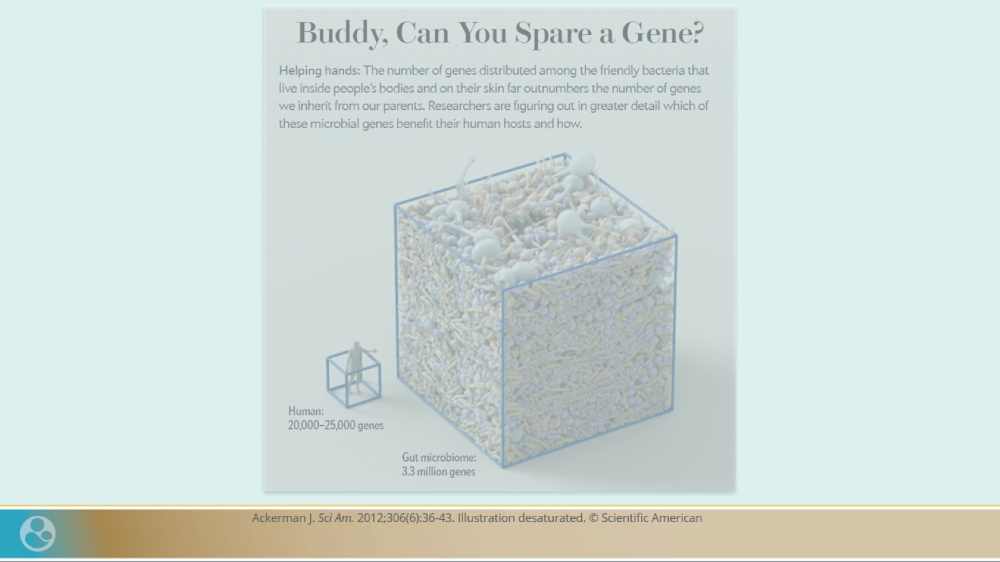 Buddy, Can You Spare a Gene?
Helping hands: The number of genes distributed among the friendly bacteria that
live inside people's bodies and on their skin far outnumbers the number of genes
we inherit from our parents. Researchers are figuring out in greater detail which of
these microbial genes benefit their human hosts and how.
Human:
20,000–25,000 genes
Gut microbiome:
3.3 million genes
Ackerman J. Sci Am. 2012;306(6):36-43. Illustration desaturated. © Scientific American